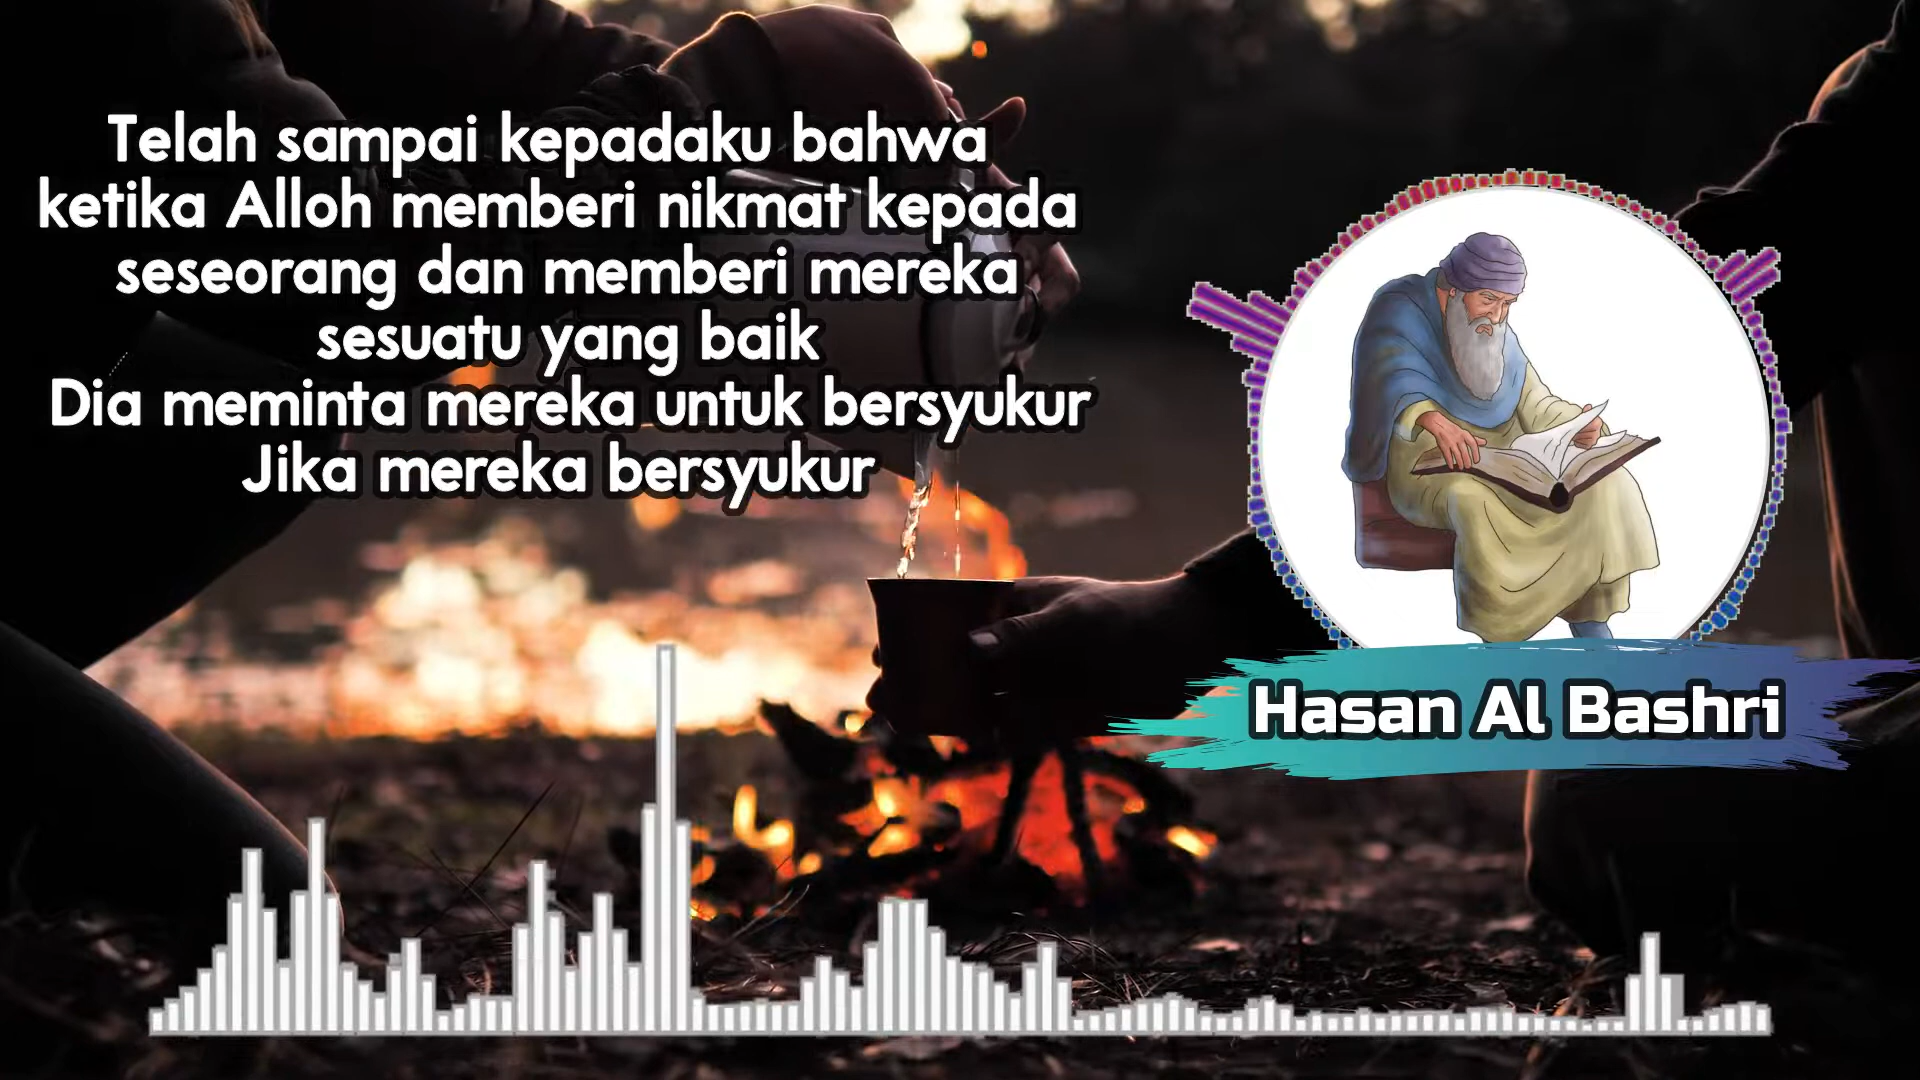 Telah sampai kepadaku bahwa
ketika Alloh memberi nikmat kepada
seseorang dan memberi mereka
sesuatu yang baik
Dia meminta mereka untuk bersyukur
Jika mereka bersyukur
Hasan Al Bashri